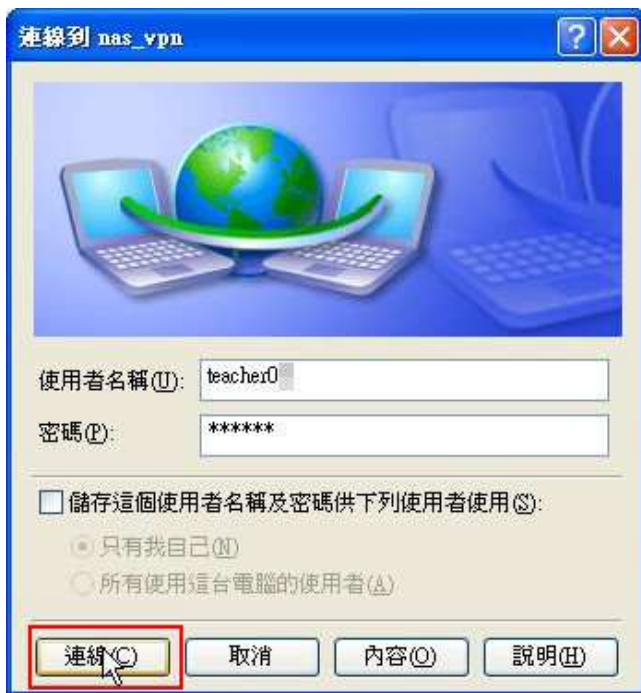 連線到 nas_vpn
使用者名稱(U):
teacher0
密碼(P):
******
儲存這個使用者名稱及密碼供下列使用者使用(S):
只有我自己(N)
所有使用這台電腦的使用者(A)
連線(C)
取消
內容(O)
說明(H)